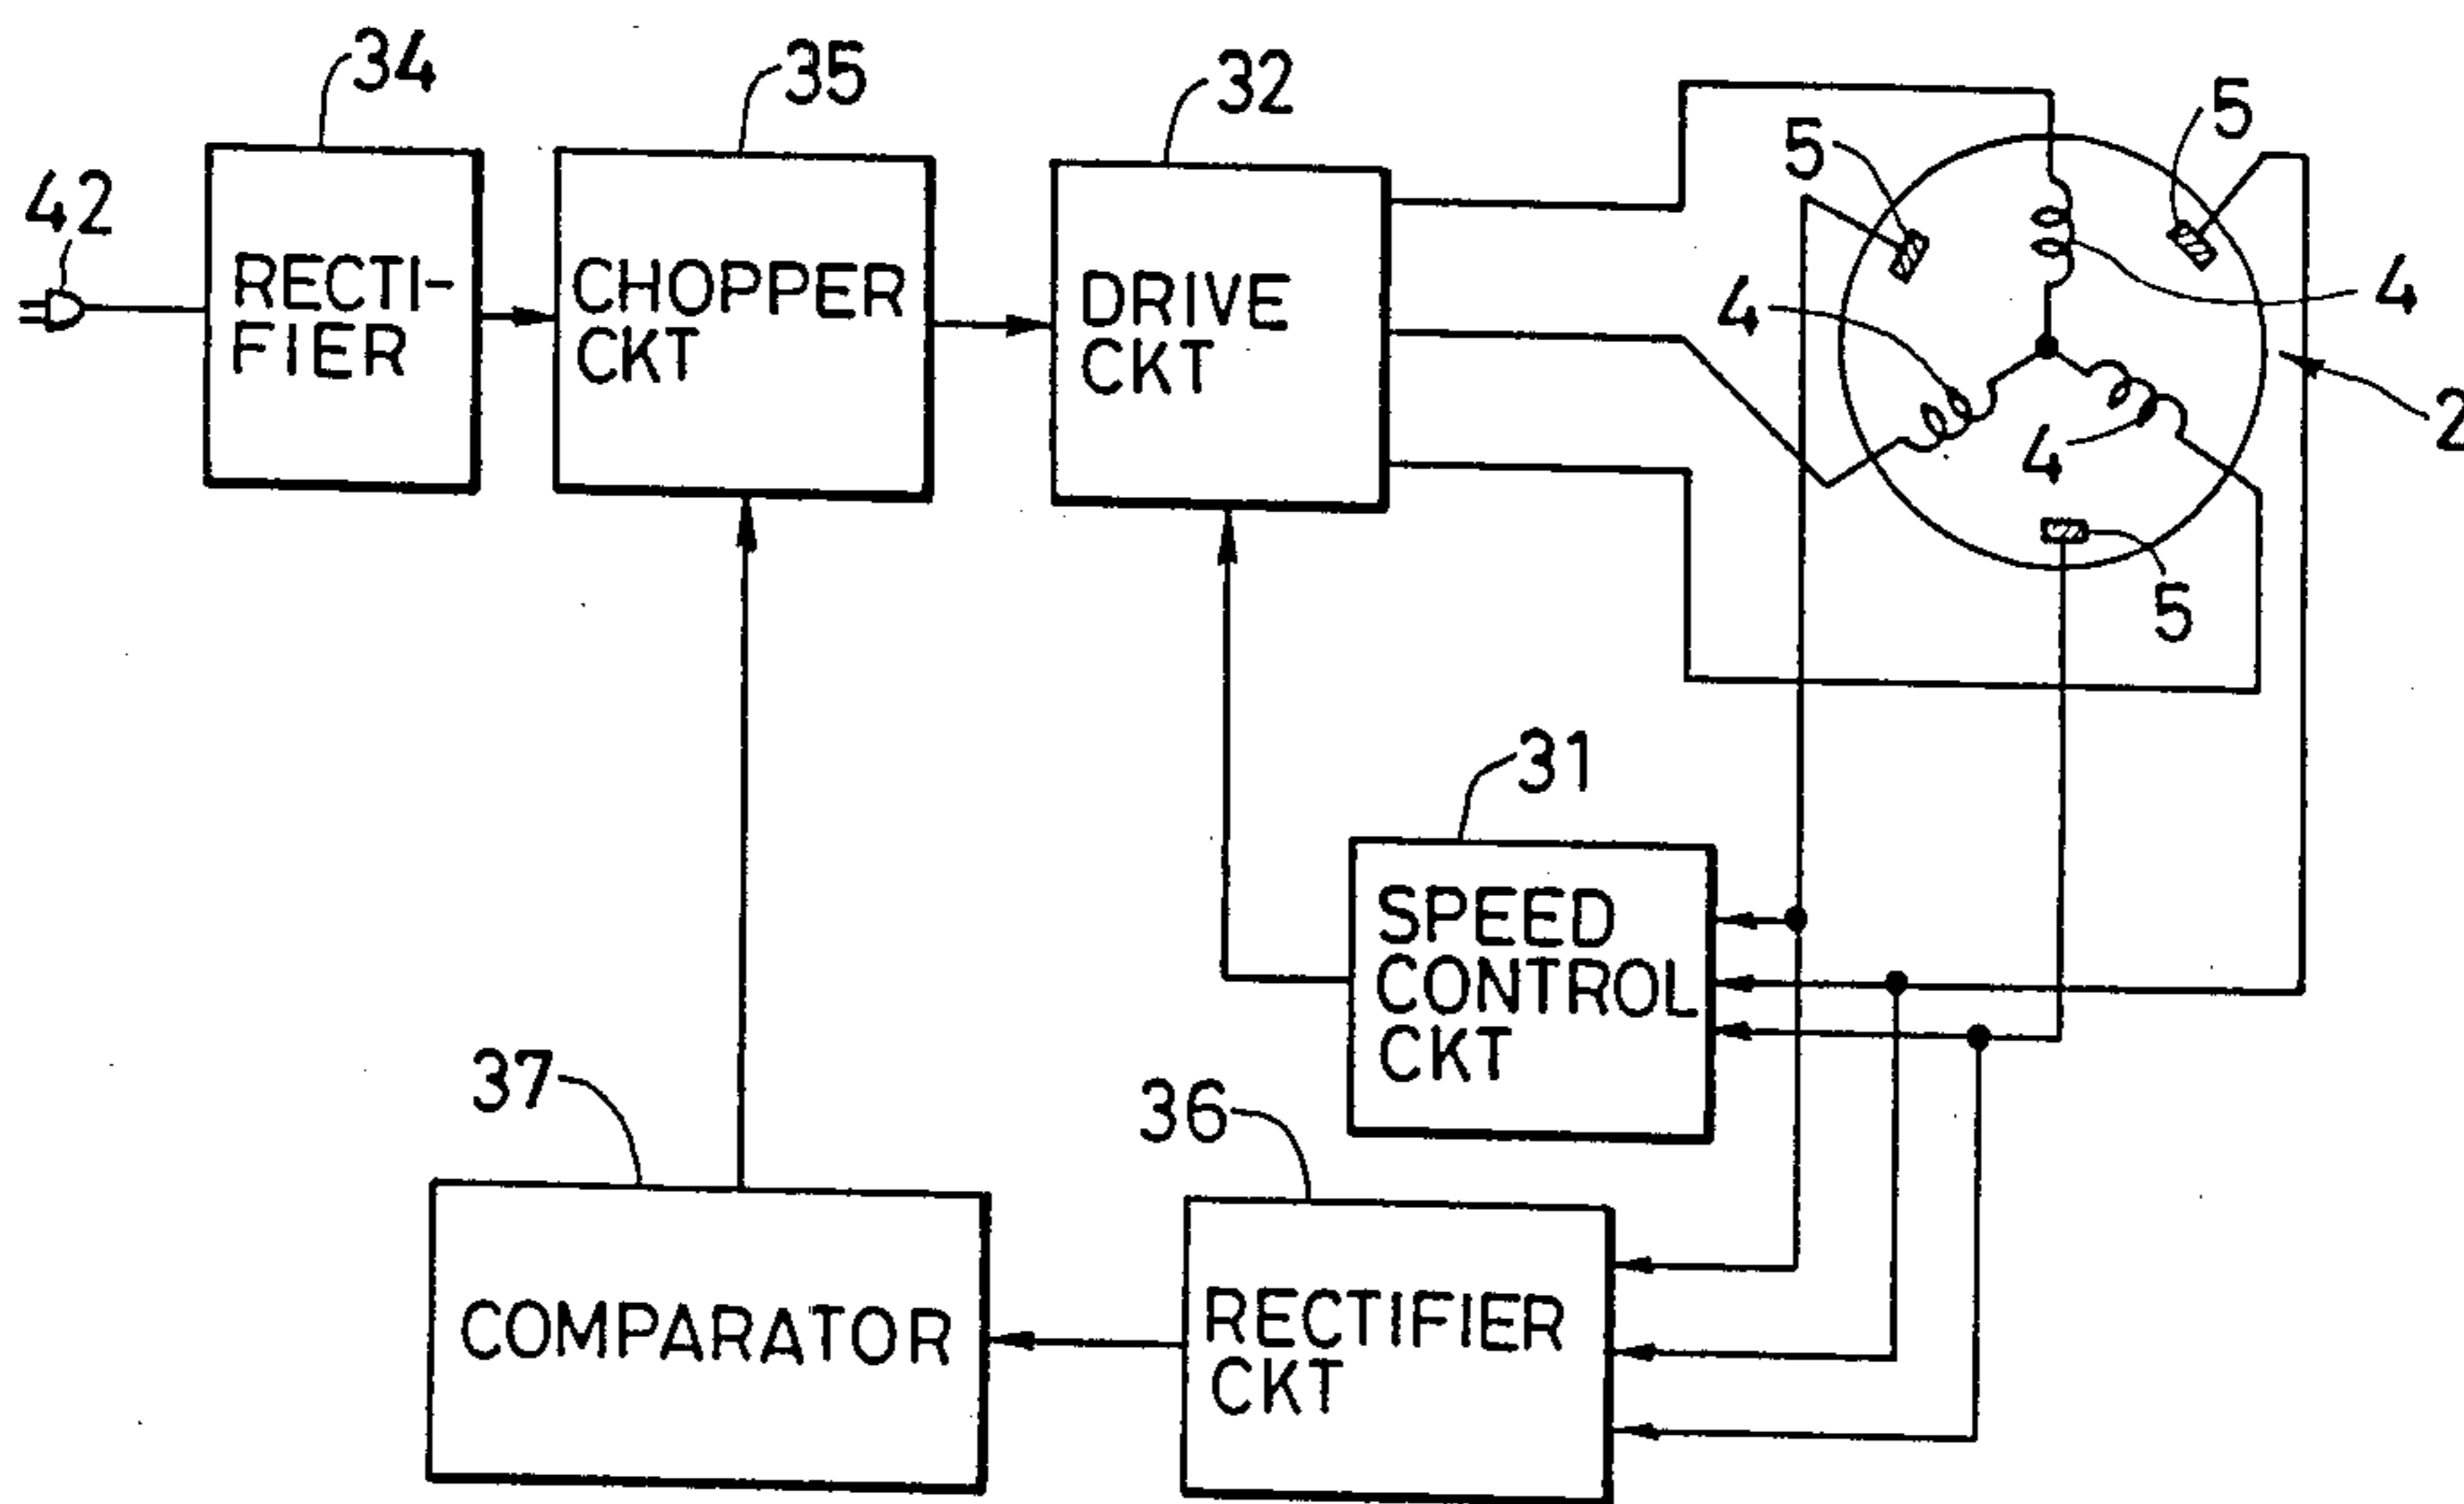 34
35
32
5
5
42
RECTI-
FIER
CHOPPER
CKT
DRIVE
CKT
4
4
4
2
5
31
SPEED
CONTROL
CKT
37
36
COMPARATOR
RECTIFIER
CKT